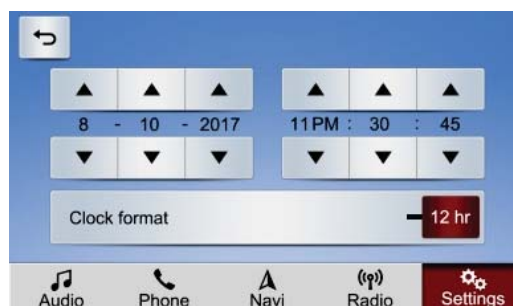 8 - 10 - 2017 11PM : 30 : 45
Clock format 12 hr
Audio Phone Navi Radio Settings